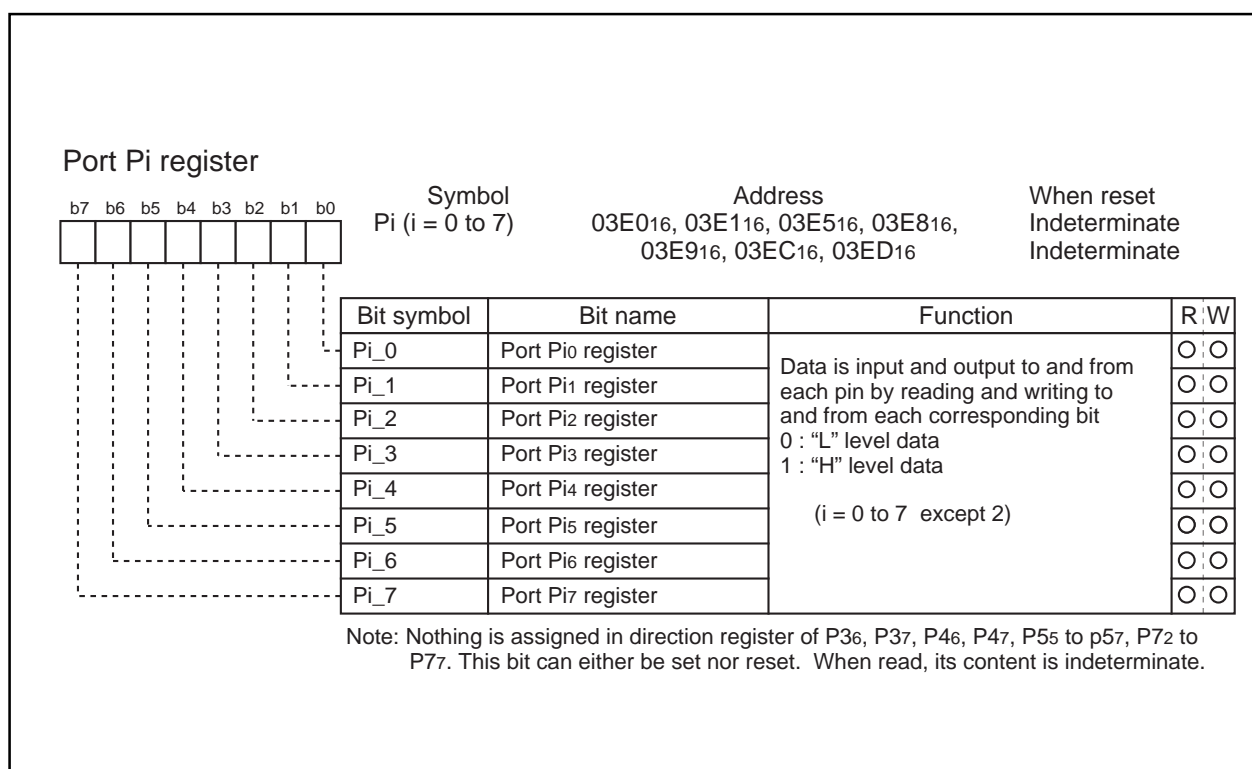 Port Pi register
b7 b6 b5 b4 b3 b2 b1 b0
Symbol Address When reset
Pi (i = 0 to 7) 03E016, 03E116, 03E516, 03E816, Indeterminate
03E916, 03EC16, 03ED16 Indeterminate
Bit symbol Bit name Function R W
Pi_0 Port Pi0 register
Pi_1 Port Pi1 register
Pi_2 Port Pi2 register
Pi_3 Port Pi3 register
Pi_4 Port Pi4 register
Pi_5 Port Pi5 register
Pi_6 Port Pi6 register
Pi_7 Port Pi7 register
Data is input and output to and from
each pin by reading and writing to
and from each corresponding bit
0 : “L” level data
1 : “H” level data
(i = 0 to 7 except 2)
Note: Nothing is assigned in direction register of P36, P37, P46, P47, P55 to p57, P72 to
P77. This bit can either be set nor reset. When read, its content is indeterminate.